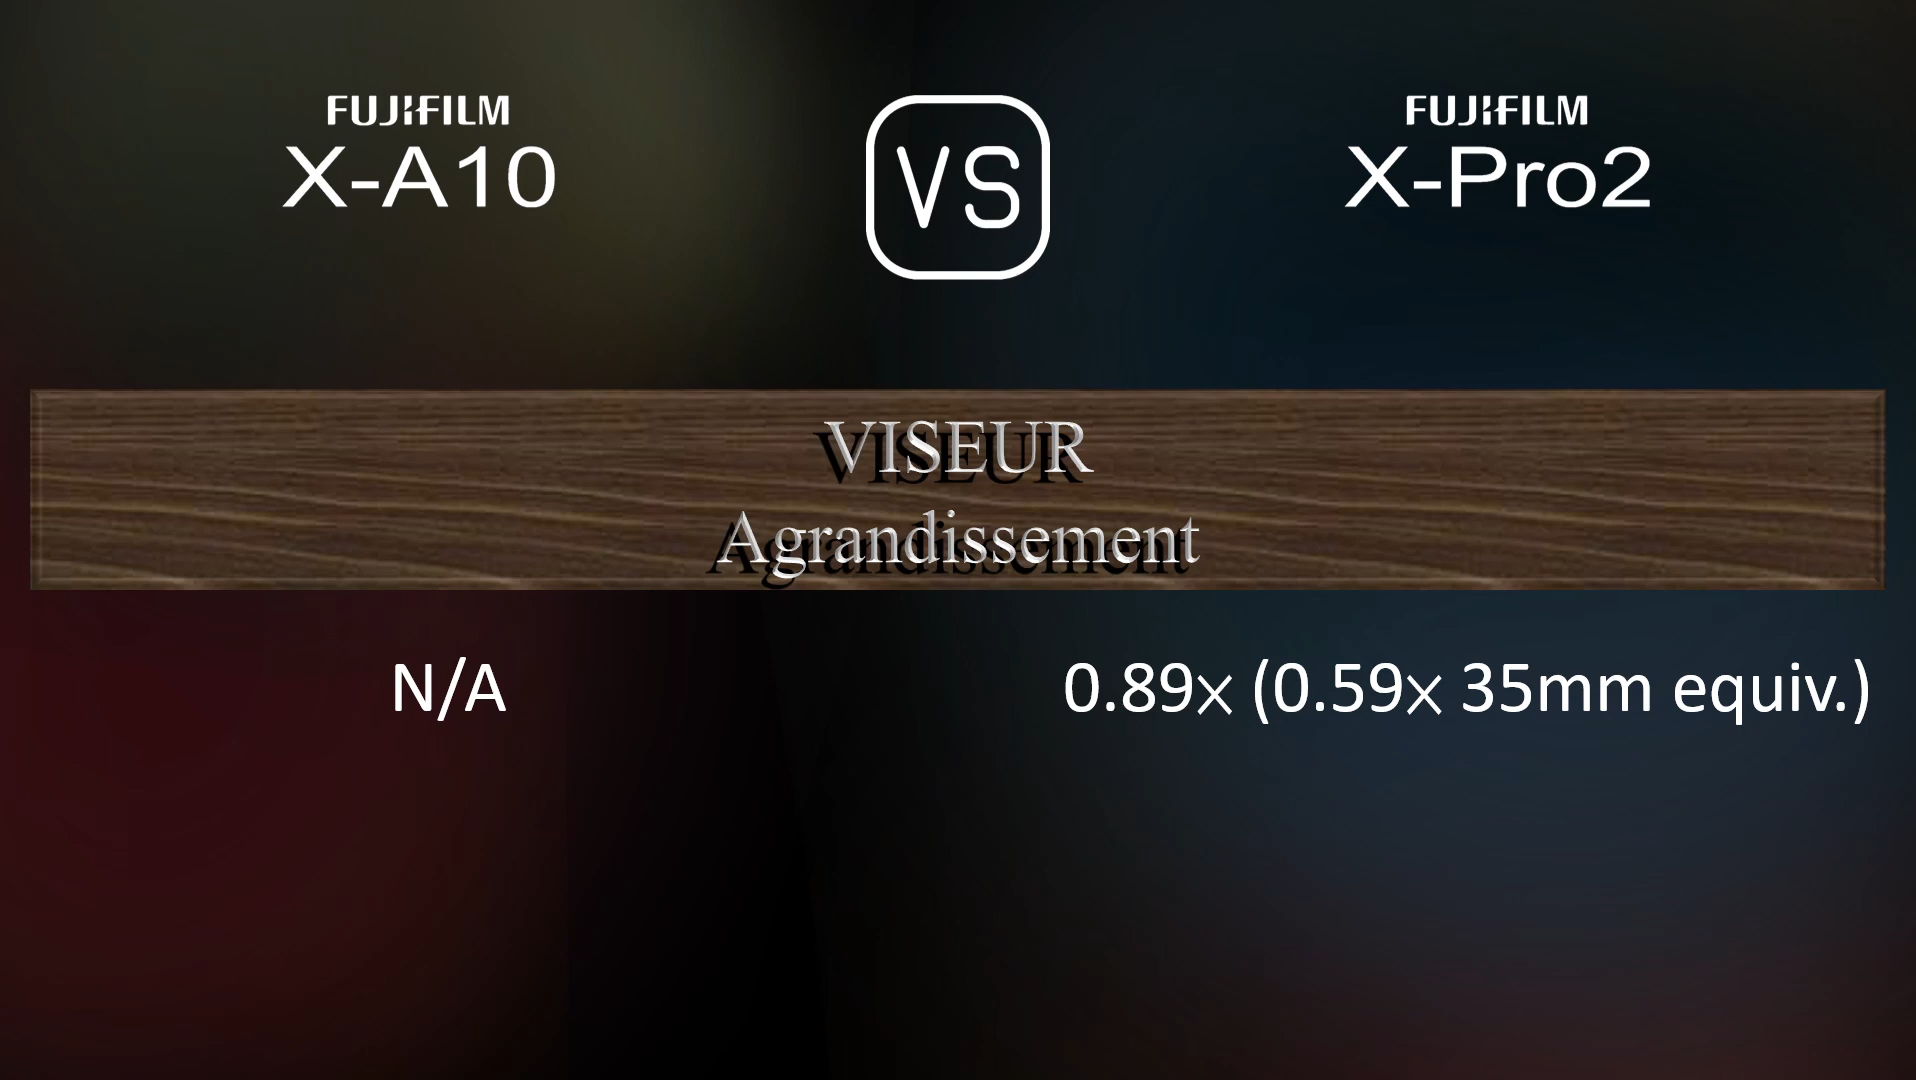 FUJIFILM
X-A10
VS
FUJIFILM
X-Pro2
VISEUR
Agrandissement
N/A
0.89× (0.59× 35mm equiv.)